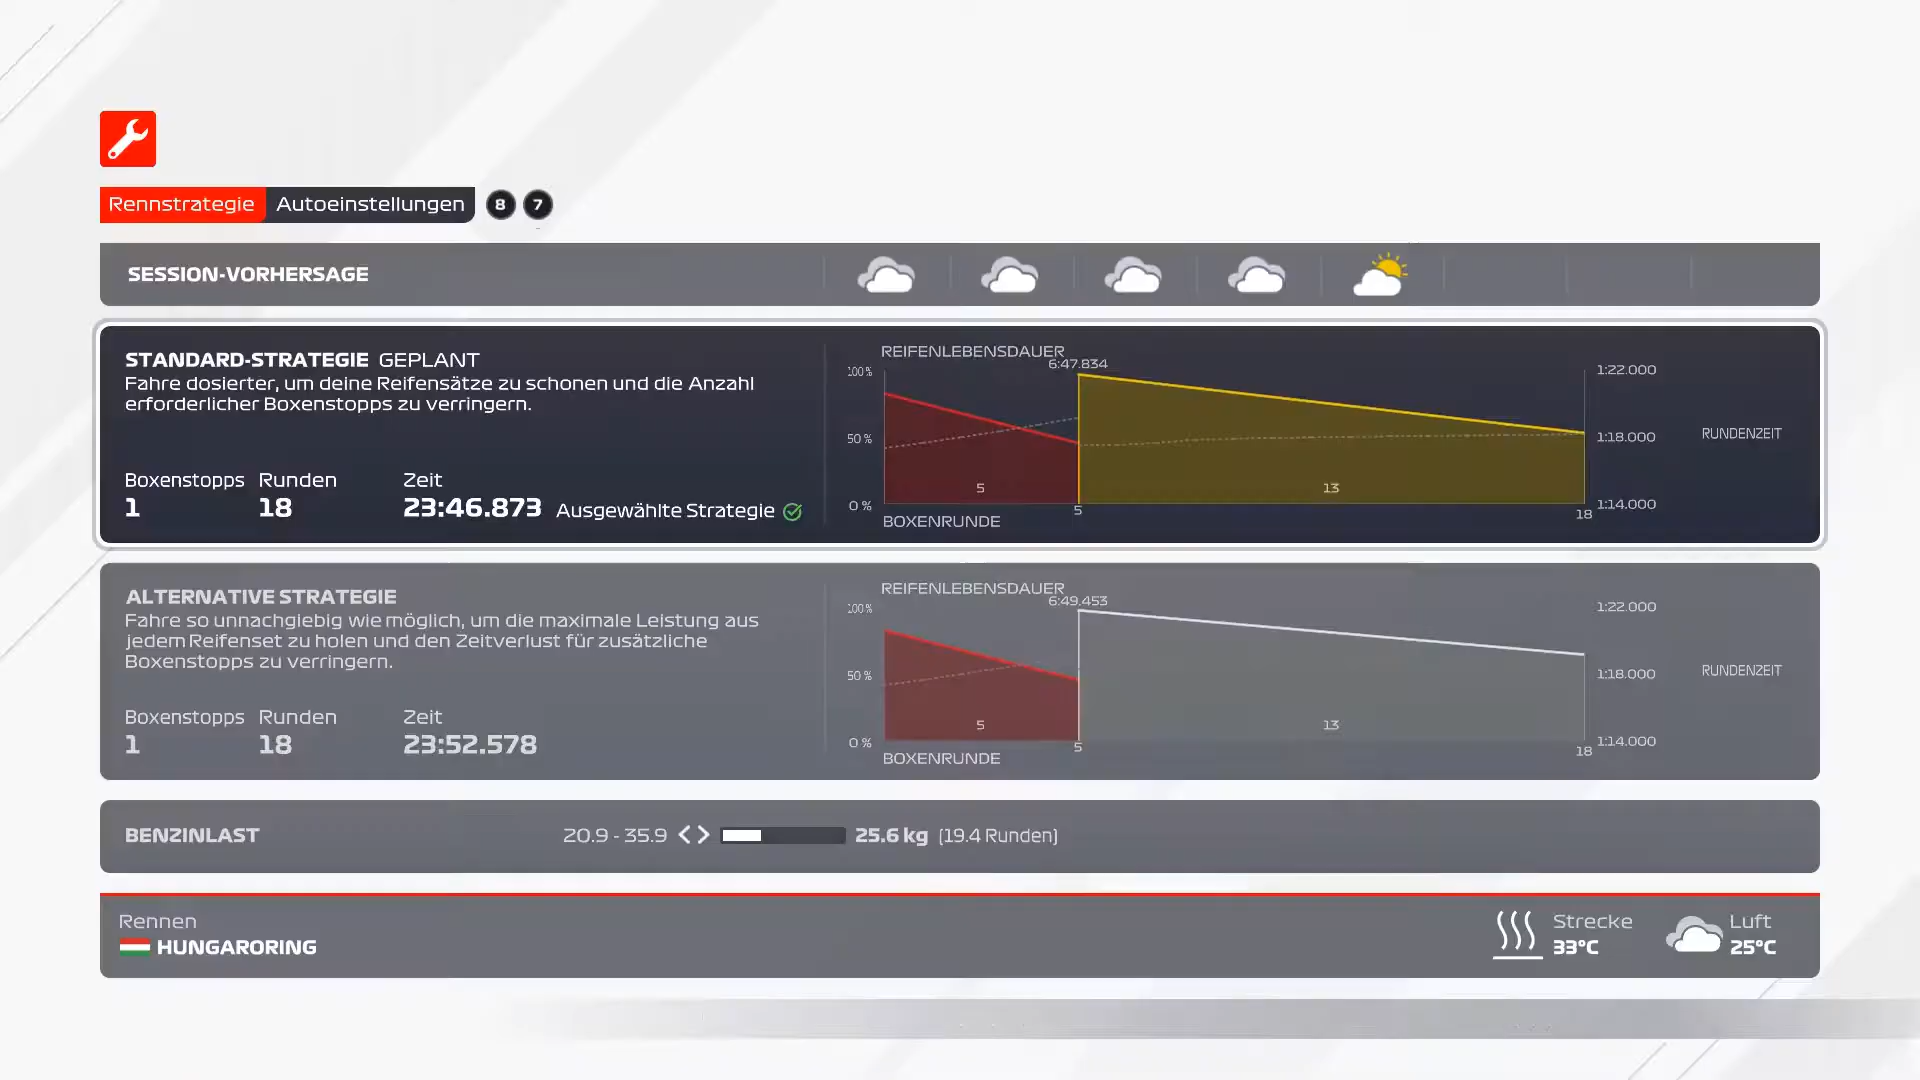 Rennstrategie Autoeinstellungen 8 7
SESSION-VORHERSAGE
STANDARD-STRATEGIE GEPLANT
Fahre dosierter, um deine Reifensätze zu schonen und die Anzahl
erforderlicher Boxenstopps zu verringern.
Boxenstopps Runden Zeit
1 18 23:46.873 Ausgewählte Strategie
REIFENLEBENSDAUER
6:47.834
100% 1:22.000
50 % 1:18.000 RUNDENZEIT
5 13
0 % 5 18 1:14.000
BOXENRUNDE
ALTERNATIVE STRATEGIE
Fahre so unnachgiebig wie möglich, um die maximale Leistung aus
jedem Reifenset zu holen und den Zeitverlust für zusätzliche
Boxenstopps zu verringern.
Boxenstopps Runden Zeit
1 18 23:52.578
REIFENLEBENSDAUER
6:49.453
100% 1:22.000
50 % 1:18.000 RUNDENZEIT
5 13
0 % 5 18 1:14.000
BOXENRUNDE
BENZINLAST 20.9 - 35.9 25.6 kg (19.4 Runden)
Rennen
HUNGARORING
Strecke
33°C
Luft
25°C